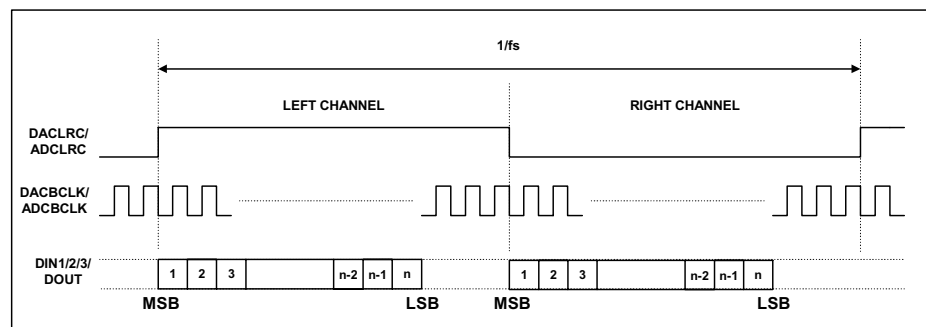 1/fs
LEFT CHANNEL RIGHT CHANNEL
DACLRC/
ADCLRC
DACBCLK/
ADCBCLK
DIN1/2/3/
DOUT
1 2 3 n-2 n-1 n 1 2 3 n-2 n-1 n
MSB LSB MSB LSB